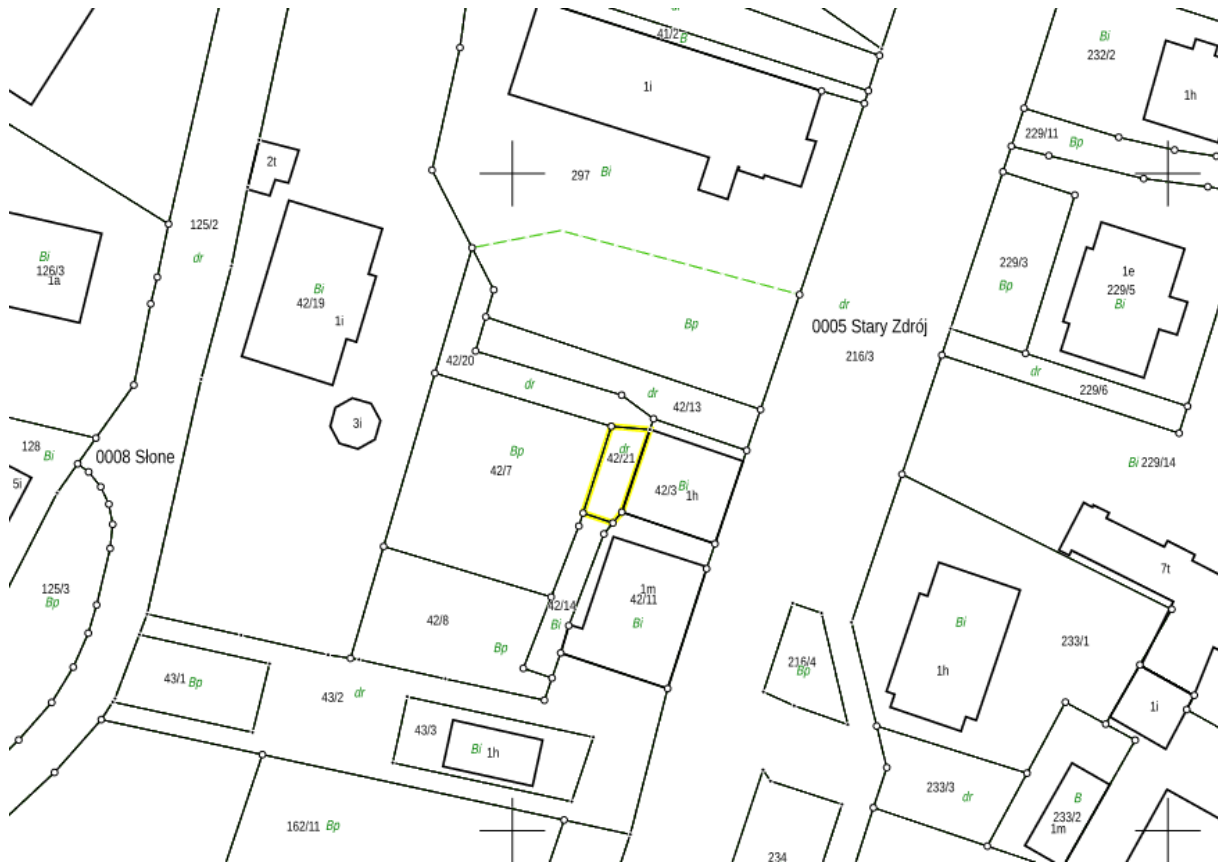 dr
41/2
B
1i
Bi
232/2
1h
229/11
Bp
2t
297
Bi
125/2
dr
Bi
126/3
1a
Bi
42/19
1i
229/3
Bp
1e
229/5
Bi
dr
0005 Stary Zdrój
216/3
Bp
42/20
dr
dr
42/13
dr
229/6
3i
128
Bi
0008 Słone
5i
Bp
42/7
dr
42/21
42/3
Bi
1h
Bi
229/14
7t
125/3
Bp
42/8
Bp
42/14
Bi
1m
42/11
Bi
Bi
233/1
1h
216/4
Bp
43/1
Bp
43/2
dr
1i
43/3
Bi
1h
233/3
dr
B
233/2
1m
162/11
Bp
234